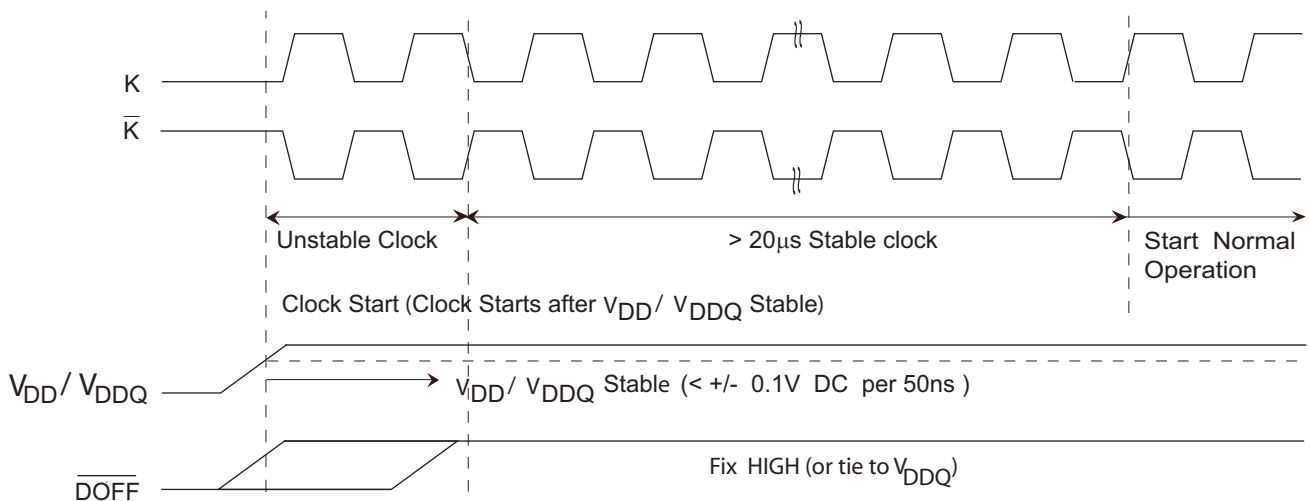 K
K̅
Unstable Clock
> 20μs Stable clock
Start Normal
Operation
Clock Start (Clock Starts after VDD/ VDDQ Stable)
VDD/ VDDQ
VDD/ VDDQ Stable (< +/- 0.1V DC per 50ns )
D̅O̅F̅F̅
Fix HIGH (or tie to VDDQ)